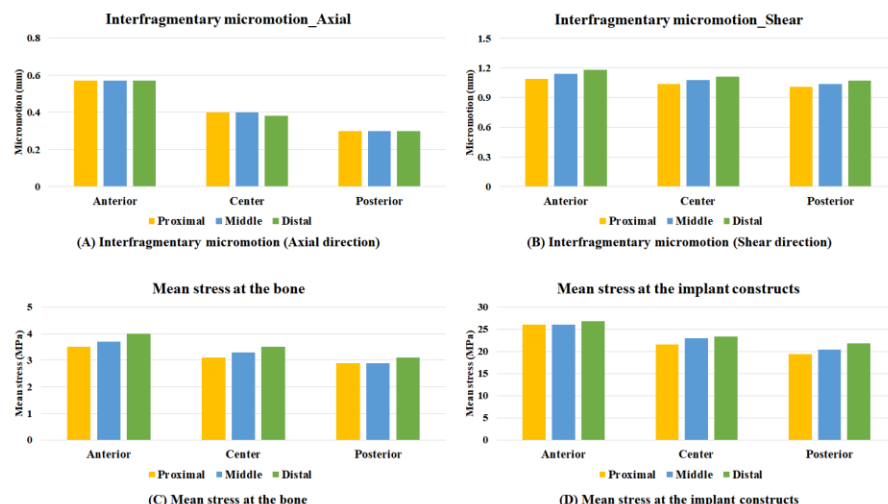 Interfragmentary micromotion_Axial
0.8
0.6
0.4
0.2
0
Micromotion (mm)
Anterior Center Posterior
Proximal Middle Distal
(A) Interfragmentary micromotion (Axial direction)
Interfragmentary micromotion_Shear
1.5
1.2
0.9
0.6
0.3
0
Micromotion (mm)
Anterior Center Posterior
Proximal Middle Distal
(B) Interfragmentary micromotion (Shear direction)
Mean stress at the bone
5
4
3
2
1
0
Mean stress (MPa)
Anterior Center Posterior
Proximal Middle Distal
(C) Mean stress at the bone
Mean stress at the implant constructs
30
25
20
15
10
5
0
Mean stress (MPa)
Anterior Center Posterior
Proximal Middle Distal
(D) Mean stress at the implant constructs